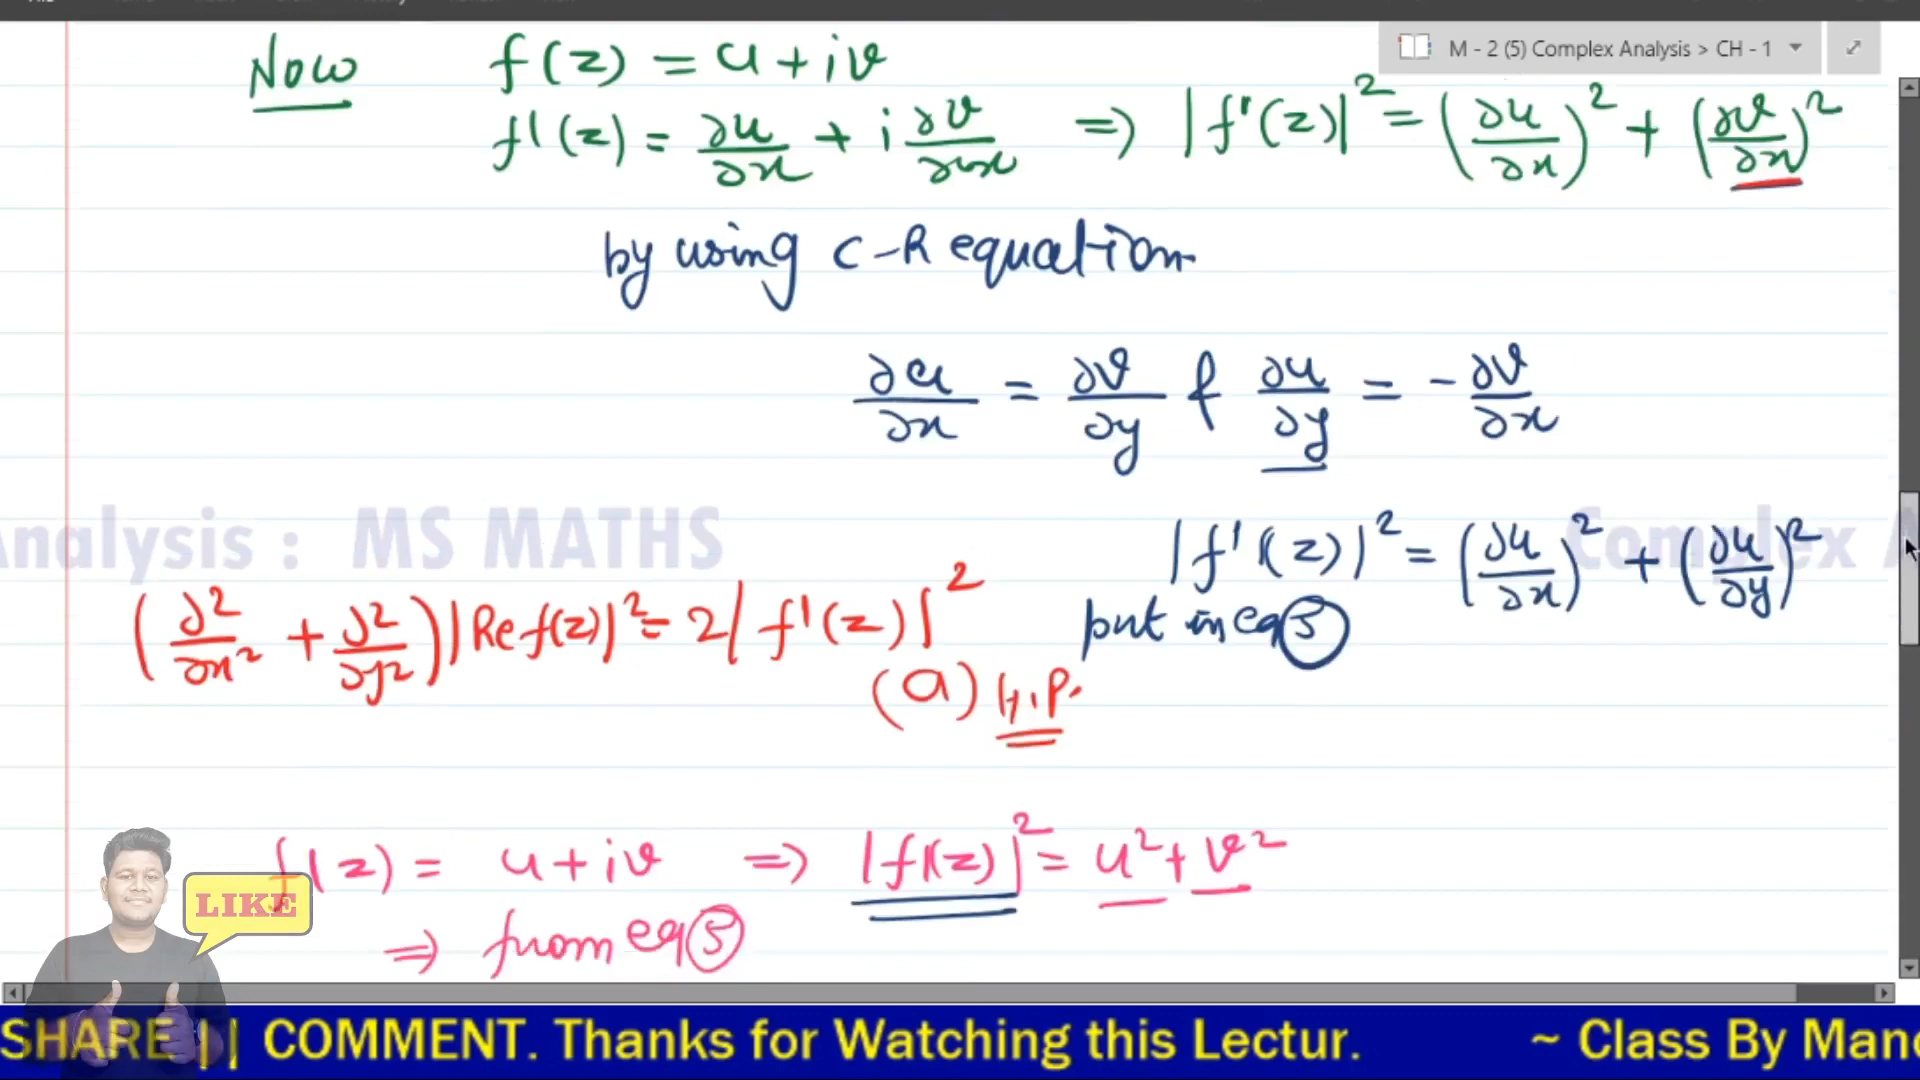 M - 2 (5) Complex Analysis > CH - 1
Now f(z) = u + iv
f'(z) = ∂u/∂x + i ∂v/∂x ⇒ |f'(z)|² = (∂u/∂x)² + (∂v/∂x)²
by using C-R equation
∂u/∂x = ∂v/∂y & ∂u/∂y = - ∂v/∂x
Analysis : MS MATHS Complex A
|f'(z)|² = (∂u/∂x)² + (∂u/∂y)²
put in eq ⑤
(∂²/∂x² + ∂²/∂y²) |Re f(z)|² = 2|f'(z)|²
(a) H.P.
f(z) = u + iv ⇒ |f(z)|² = u² + v²
LIKE
⇒ from eq ⑤
SHARE || COMMENT. Thanks for Watching this Lectur. ~ Class By Mano